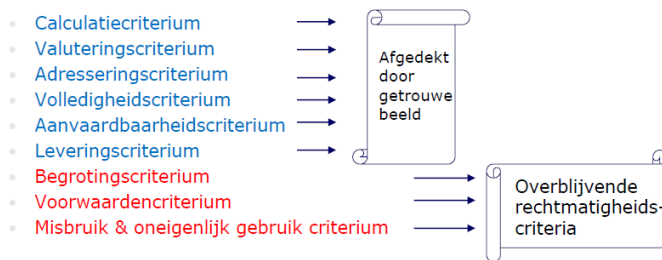 Calculatiecriterium
Valuteringscriterium
Adresseringscriterium
Volledigheidscriterium
Aanvaardbaarheidscriterium
Leveringscriterium
Begrotingscriterium
Voorwaardencriterium
Misbruik & oneigenlijk gebruik criterium
Afgedekt
door
getrouwe
beeld
Overblijvende
rechtmatigheids-
criteria